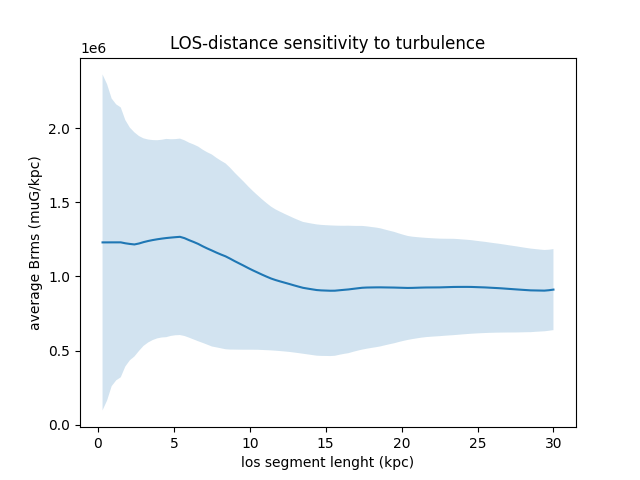 LOS-distance sensitivity to turbulence
1e6
2.0
1.5
1.0
0.5
0.0
average Brms (muG/kpc)
0 5 10 15 20 25 30
los segment lenght (kpc)